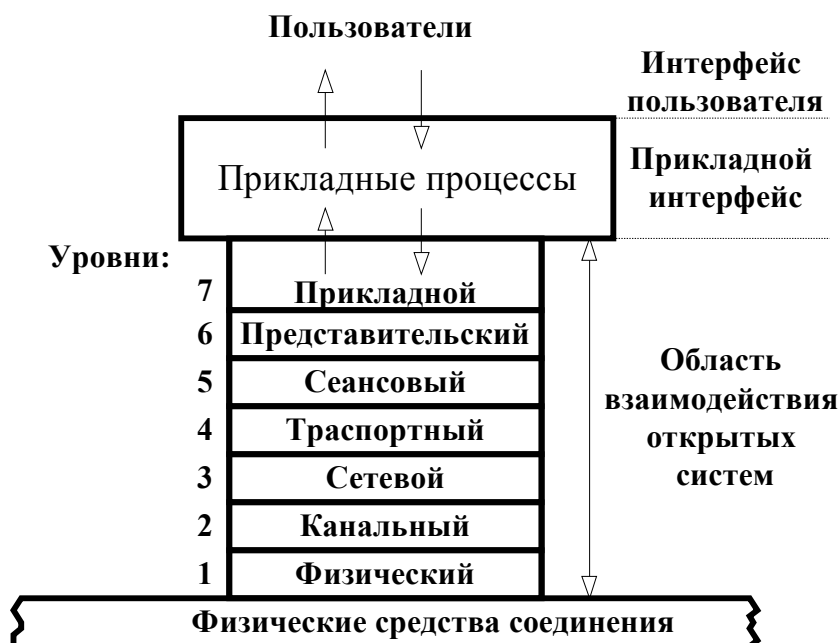 Пользователи
Интерфейс
пользователя
Прикладные процессы
Прикладной
интерфейс
Уровни:
7 Прикладной
6 Представительский
5 Сеансовый
4 Траспортный
3 Сетевой
2 Канальный
1 Физический
Область
взаимодействия
открытых
систем
Физические средства соединения